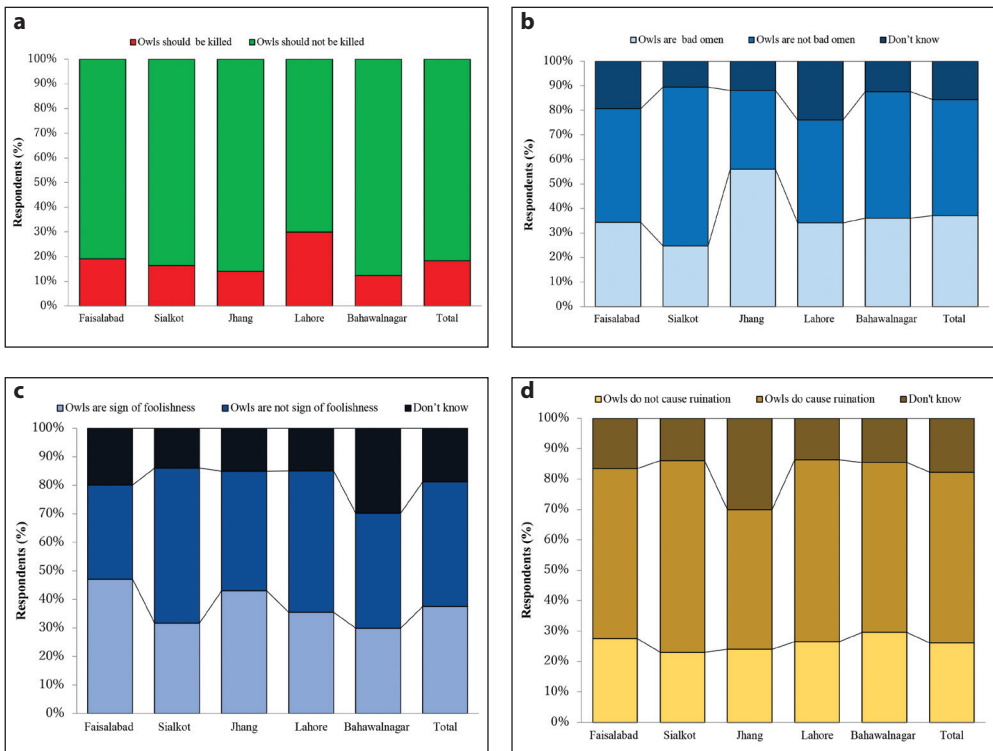 a
Owls should be killed Owls should not be killed
100%
90%
80%
70%
60%
50%
40%
30%
20%
10%
0%
Respondents (%)
Faisalabad Sialkot Jhang Lahore Bahawalnagar Total
b
Owls are bad omen Owls are not bad omen Don't know
100%
90%
80%
70%
60%
50%
40%
30%
20%
10%
0%
Respondents (%)
Faisalabad Sialkot Jhang Lahore Bahawalnagar Total
c
Owls are sign of foolishness Owls are not sign of foolishness Don't know
100%
90%
80%
70%
60%
50%
40%
30%
20%
10%
0%
Respondents (%)
Faisalabad Sialkot Jhang Lahore Bahawalnagar Total
d
Owls do not cause ruination Owls do cause ruination Don't know
100%
90%
80%
70%
60%
50%
40%
30%
20%
10%
0%
Respondents (%)
Faisalabad Sialkot Jhang Lahore Bahawalnagar Total